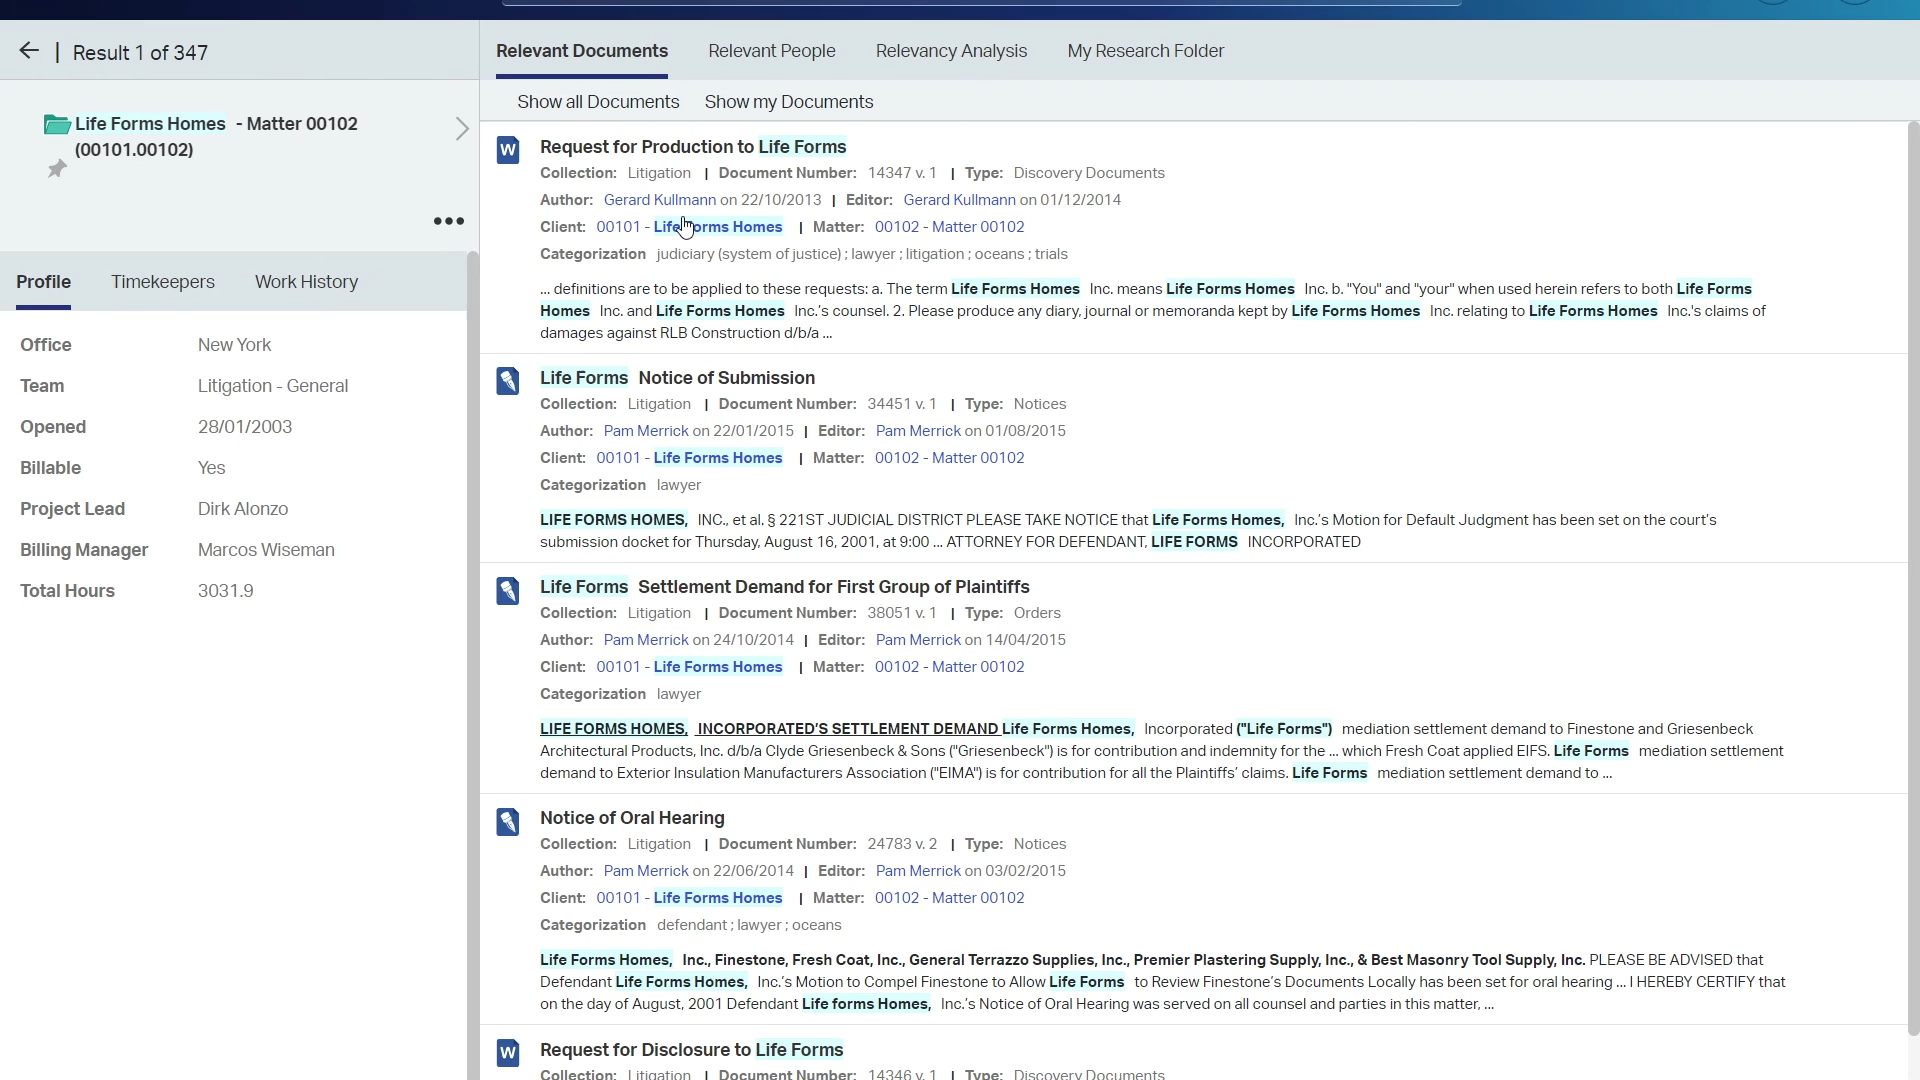 | Result 1 of 347
Life Forms Homes - Matter 00102
(00101.00102)
Profile Timekeepers Work History
Office New York
Team Litigation - General
Opened 28/01/2003
Billable Yes
Project Lead Dirk Alonzo
Billing Manager Marcos Wiseman
Total Hours 3031.9
Relevant Documents Relevant People Relevancy Analysis My Research Folder
Show all Documents Show my Documents
Request for Production to Life Forms
Collection: Litigation | Document Number: 14347 v. 1 | Type: Discovery Documents
Author: Gerard Kullmann on 22/10/2013 | Editor: Gerard Kullmann on 01/12/2014
Client: 00101 - Life Forms Homes | Matter: 00102 - Matter 00102
Categorization judiciary (system of justice) ; lawyer ; litigation ; oceans ; trials
... definitions are to be applied to these requests: a. The term Life Forms Homes Inc. means Life Forms Homes Inc. b. "You" and "your" when used herein refers to both Life Forms
Homes Inc. and Life Forms Homes Inc.'s counsel. 2. Please produce any diary, journal or memoranda kept by Life Forms Homes Inc. relating to Life Forms Homes Inc.'s claims of
damages against RLB Construction d/b/a ...
Life Forms Notice of Submission
Collection: Litigation | Document Number: 34451 v. 1 | Type: Notices
Author: Pam Merrick on 22/01/2015 | Editor: Pam Merrick on 01/08/2015
Client: 00101 - Life Forms Homes | Matter: 00102 - Matter 00102
Categorization lawyer
LIFE FORMS HOMES, INC., et al. § 221ST JUDICIAL DISTRICT PLEASE TAKE NOTICE that Life Forms Homes, Inc.'s Motion for Default Judgment has been set on the court's
submission docket for Thursday, August 16, 2001, at 9:00 ... ATTORNEY FOR DEFENDANT, LIFE FORMS INCORPORATED
Life Forms Settlement Demand for First Group of Plaintiffs
Collection: Litigation | Document Number: 38051 v. 1 | Type: Orders
Author: Pam Merrick on 24/10/2014 | Editor: Pam Merrick on 14/04/2015
Client: 00101 - Life Forms Homes | Matter: 00102 - Matter 00102
Categorization lawyer
LIFE FORMS HOMES, INCORPORATED'S SETTLEMENT DEMAND Life Forms Homes, Incorporated ("Life Forms") mediation settlement demand to Finestone and Griesenbeck
Architectural Products, Inc. d/b/a Clyde Griesenbeck & Sons ("Griesenbeck") is for contribution and indemnity for the ... which Fresh Coat applied EIFS. Life Forms mediation settlement
demand to Exterior Insulation Manufacturers Association ("EIMA") is for contribution for all the Plaintiffs' claims. Life Forms mediation settlement demand to ...
Notice of Oral Hearing
Collection: Litigation | Document Number: 24783 v. 2 | Type: Notices
Author: Pam Merrick on 22/06/2014 | Editor: Pam Merrick on 03/02/2015
Client: 00101 - Life Forms Homes | Matter: 00102 - Matter 00102
Categorization defendant ; lawyer ; oceans
Life Forms Homes, Inc., Finestone, Fresh Coat, Inc., General Terrazzo Supplies, Inc., Premier Plastering Supply, Inc., & Best Masonry Tool Supply, Inc. PLEASE BE ADVISED that
Defendant Life Forms Homes, Inc.'s Motion to Compel Finestone to Allow Life Forms to Review Finestone's Documents Locally has been set for oral hearing ... I HEREBY CERTIFY that
on the day of August, 2001 Defendant Life forms Homes, Inc.'s Notice of Oral Hearing was served on all counsel and parties in this matter, ...
Request for Disclosure to Life Forms
Collection: Litigation | Document Number: 14346 v. 1 | Type: Discovery Documents